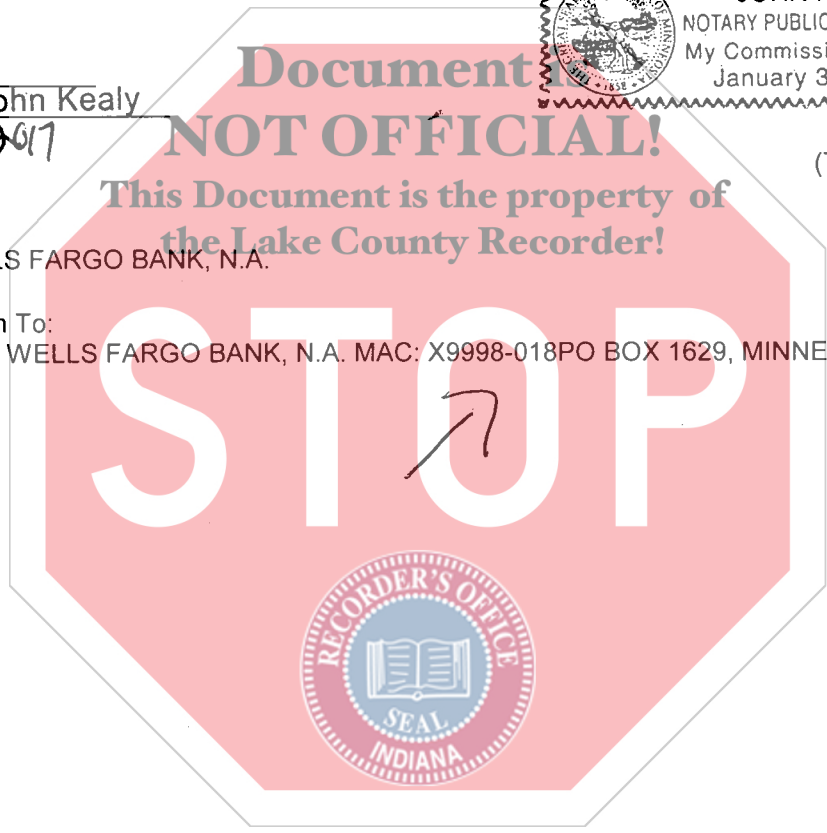 NOTARY PUBLIC
My Commissi
January 3
Document is
ohn Kealy
2017
NOT OFFICIAL!
(
This Document is the property of
the Lake County Recorder!
LS FARGO BANK, N.A.
n To:
WELLS FARGO BANK, N.A. MAC: X9998-018PO BOX 1629, MINNE
STOP
RECORDER'S OFFICE
SEAL
INDIANA